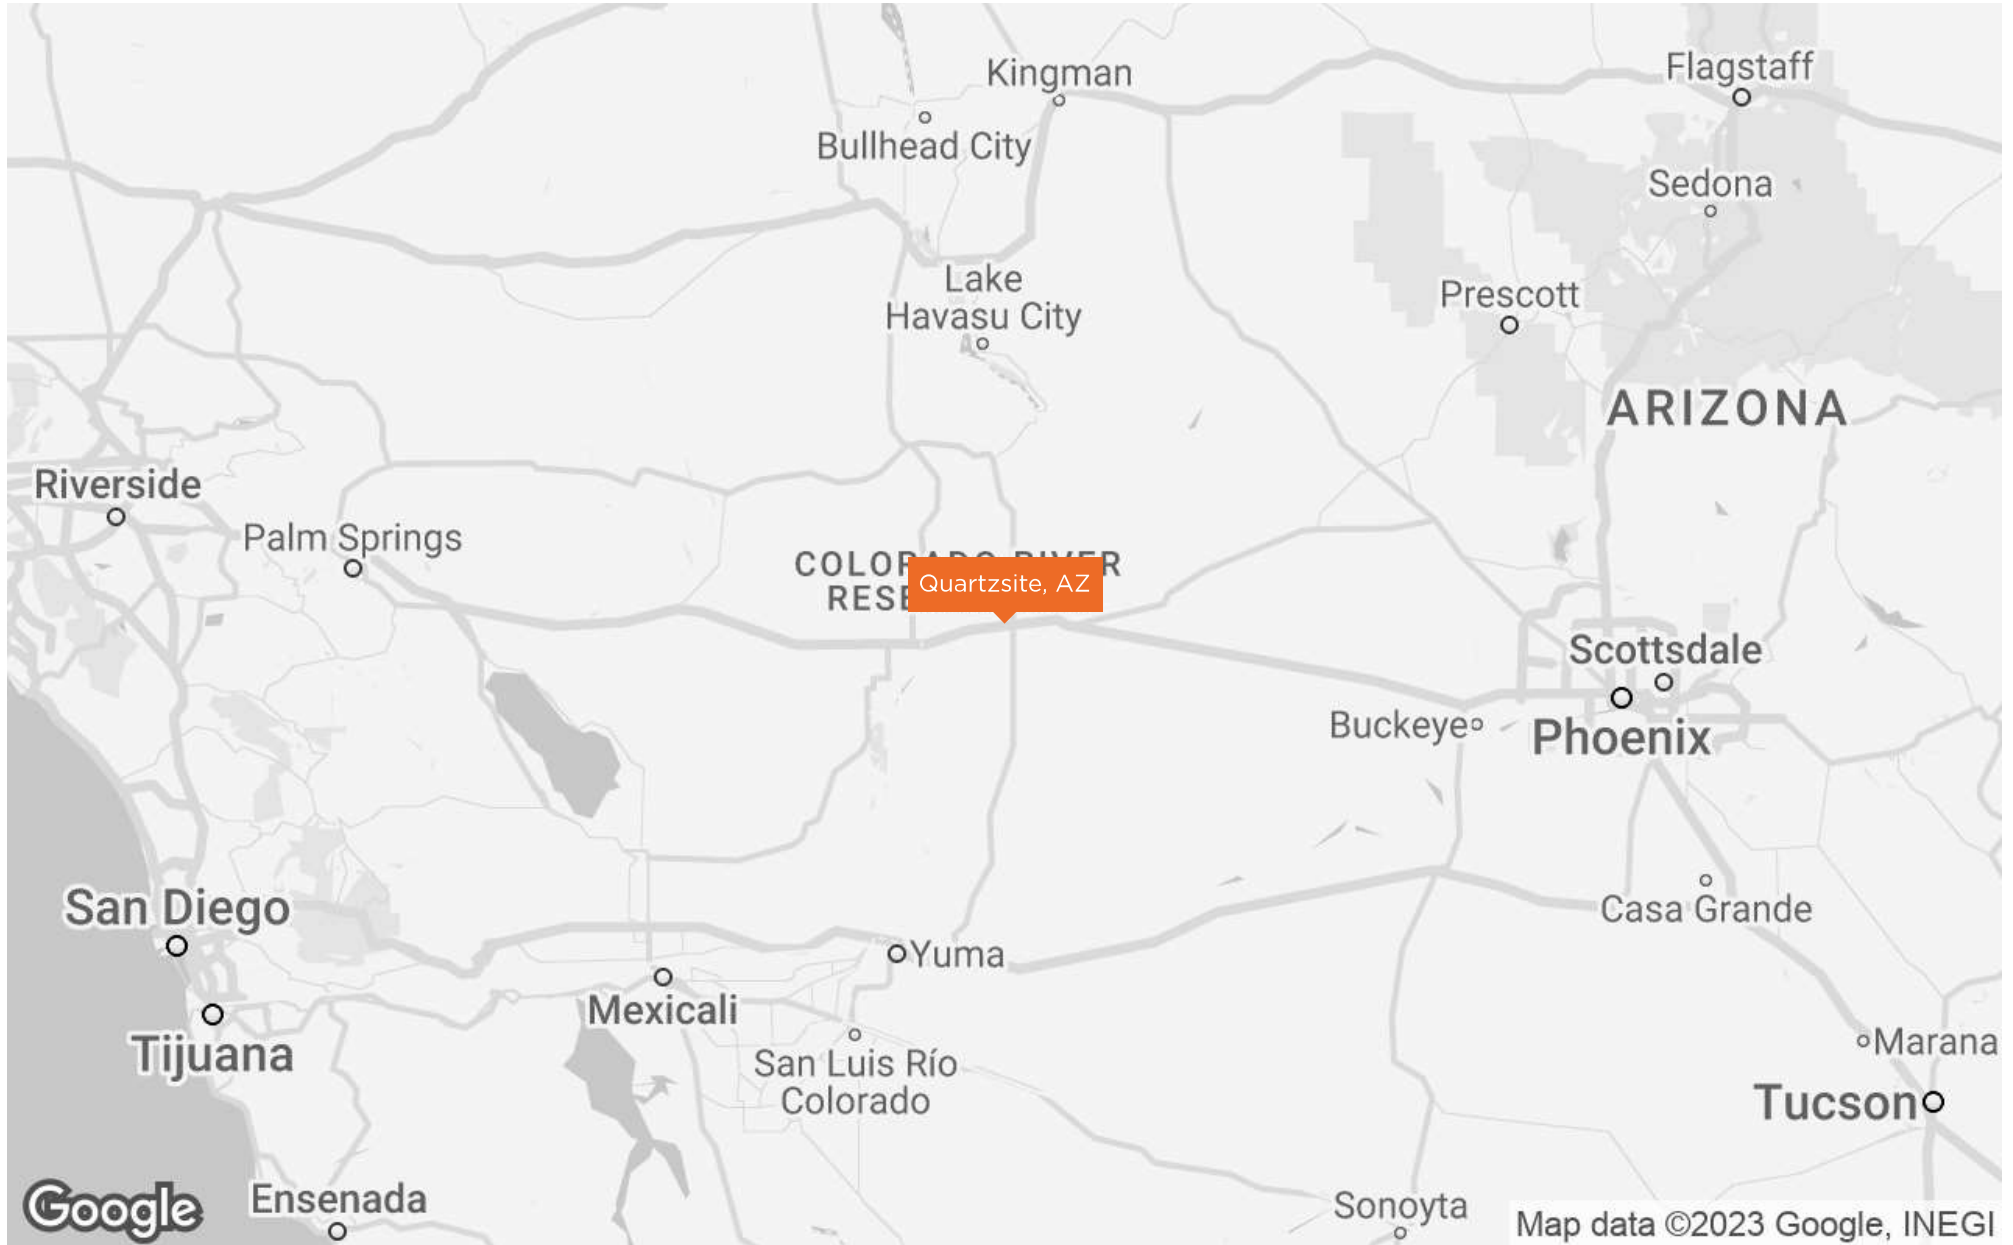 Kingman
Flagstaff
Bullhead City
Sedona
Lake
Havasu City
Prescott
ARIZONA
Riverside
Palm Springs
COLORADO RIVER
Quartzsite, AZ
Scottsdale
Buckeye
Phoenix
San Diego
Casa Grande
Yuma
Mexicali
Tijuana
San Luis Río
Colorado
Marana
Tucson
Ensenada
Sonoyta
Google
Map data ©2023 Google, INEGI